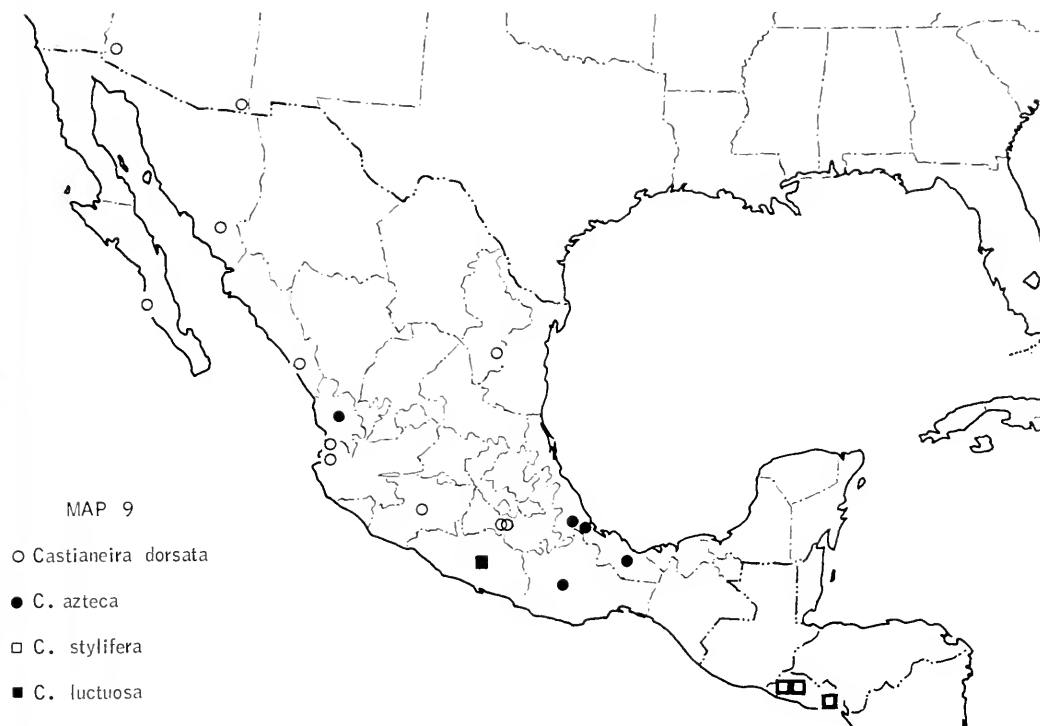 MAP 9
Castianeira dorsata
C. azteca
C. stylifera
C. luctuosa